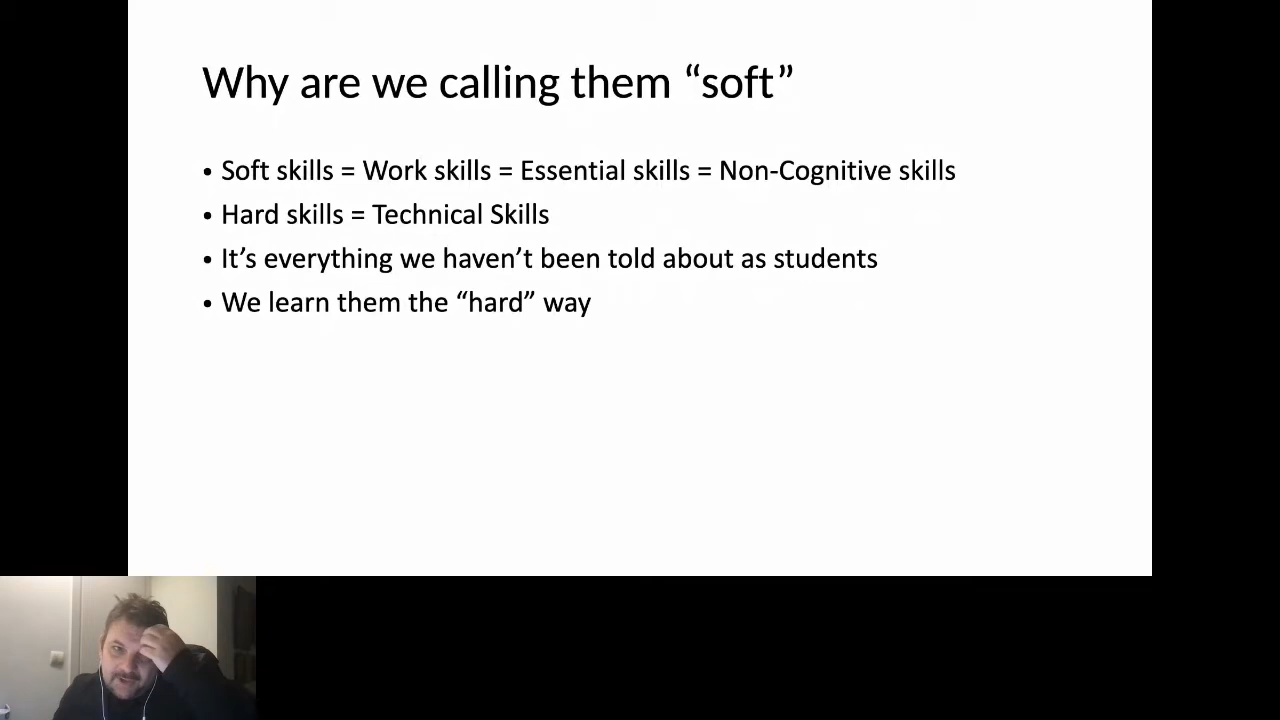 Why are we calling them “soft”
• Soft skills = Work skills = Essential skills = Non-Cognitive skills
• Hard skills = Technical Skills
• It’s everything we haven’t been told about as students
• We learn them the “hard” way